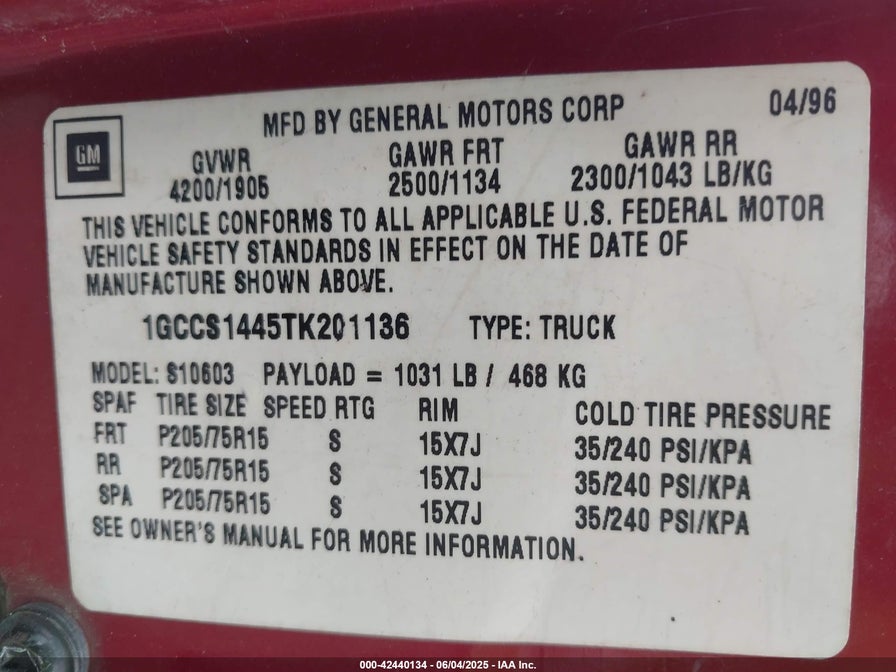 MFD BY GENERAL MOTORS CORP 04/96
GM
GVWR GAWR FRT GAWR RR
4200/1905 2500/1134 2300/1043 LB/KG
THIS VEHICLE CONFORMS TO ALL APPLICABLE U.S. FEDERAL MOTOR
VEHICLE SAFETY STANDARDS IN EFFECT ON THE DATE OF
MANUFACTURE SHOWN ABOVE.
1GCCS1445TK201136 TYPE: TRUCK
MODEL: S10603 PAYLOAD = 1031 LB / 468 KG
SPAF TIRE SIZE SPEED RTG RIM COLD TIRE PRESSURE
FRT P205/75R15 S 15X7J 35/240 PSI/KPA
RR P205/75R15 S 15X7J 35/240 PSI/KPA
SPA P205/75R15 S 15X7J 35/240 PSI/KPA
SEE OWNER'S MANUAL FOR MORE INFORMATION.
000-42440134 | 06/04/2025 - IAA Inc.